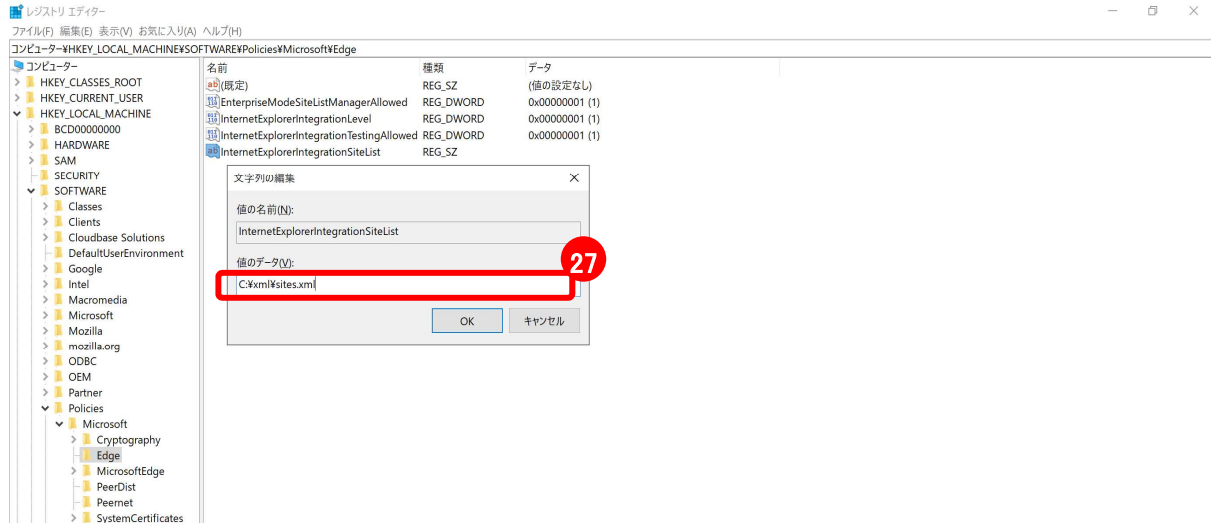 レジストリ エディター
ファイル(F) 編集(E) 表示(V) お気に入り(A) ヘルプ(H)
コンピューター¥HKEY_LOCAL_MACHINE¥SOFTWARE¥Policies¥Microsoft¥Edge
コンピューター
HKEY_CLASSES_ROOT
HKEY_CURRENT_USER
HKEY_LOCAL_MACHINE
BCD00000000
HARDWARE
SAM
SECURITY
SOFTWARE
Classes
Clients
Cloudbase Solutions
DefaultUserEnvironment
Google
Intel
Macromedia
Microsoft
Mozilla
mozilla.org
ODBC
OEM
Partner
Policies
Microsoft
Cryptography
Edge
MicrosoftEdge
PeerDist
Peernet
SystemCertificates
名前 種類 データ
(既定) REG_SZ (値の設定なし)
EnterpriseModeSiteListManagerAllowed REG_DWORD 0x00000001 (1)
InternetExplorerIntegrationLevel REG_DWORD 0x00000001 (1)
InternetExplorerIntegrationTestingAllowed REG_DWORD 0x00000001 (1)
InternetExplorerIntegrationSiteList REG_SZ
文字列の編集
値の名前(N):
InternetExplorerIntegrationSiteList
値のデータ(V):
27
C:¥xml¥sites.xml
OK キャンセル